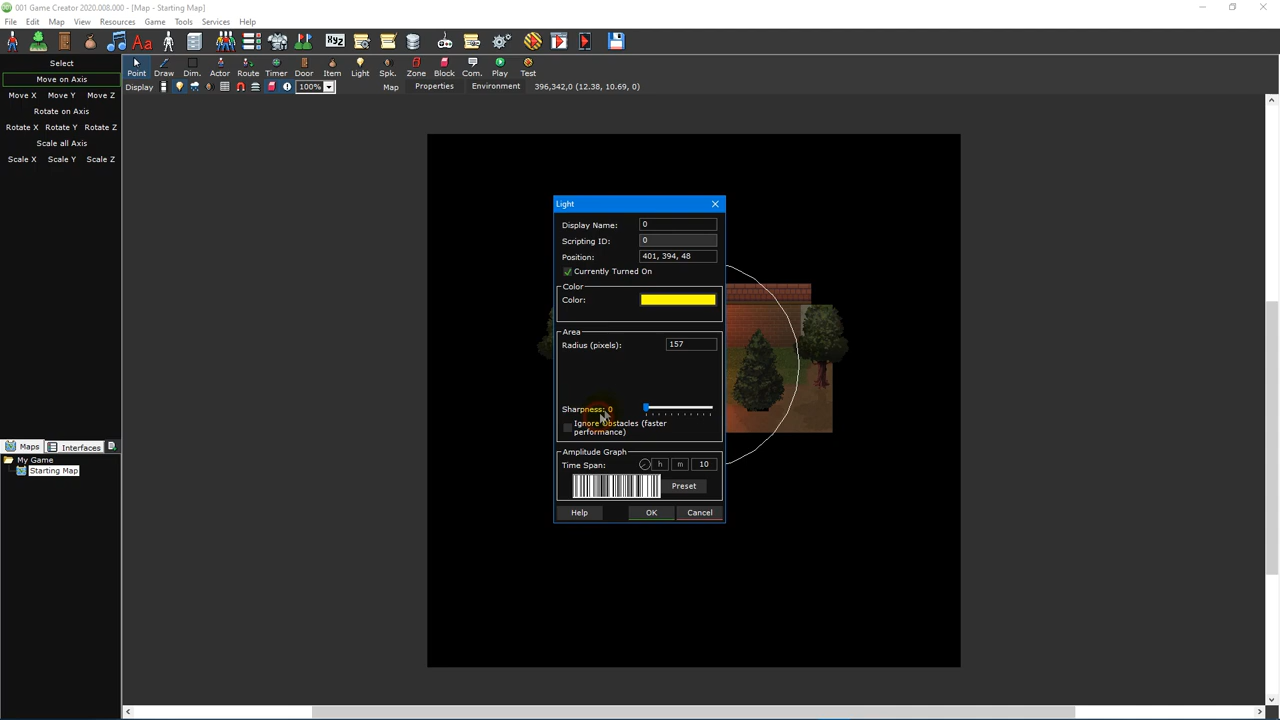 001 Game Creator 2020.008.000 - [Map - Starting Map]
File Edit Map View Resources Game Tools Services Help
Select
Move on Axis
Move X Move Y Move Z
Rotate on Axis
Rotate X Rotate Y Rotate Z
Scale all Axis
Scale X Scale Y Scale Z
Point Draw Dim. Actor Route Timer Door Item Light Spk. Zone Block Com. Play Test
Display 100% Map Properties Environment 396,342,0 (12.38, 10.69, 0)
Light
Display Name: 0
Scripting ID: 0
Position: 401, 394, 48
Currently Turned On
Color
Color:
Area
Radius (pixels): 157
Sharpness: 0
Ignore Obstacles (faster
performance)
Amplitude Graph
Time Span: h m 10
Preset
Help OK Cancel
Maps Interfaces
My Game
Starting Map